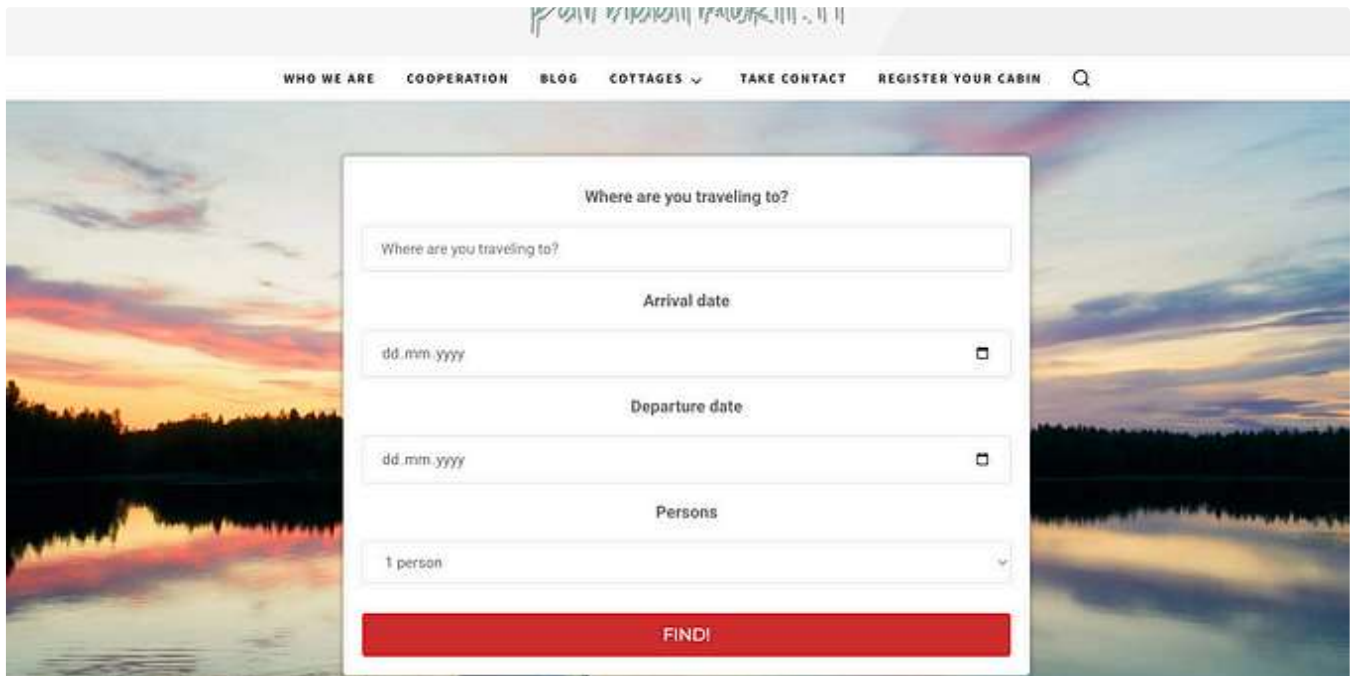 WHO WE ARE COOPERATION BLOG COTTAGES TAKE CONTACT REGISTER YOUR CABIN
Where are you traveling to?
Where are you traveling to?
Arrival date
dd.mm.yyyy
Departure date
dd.mm.yyyy
Persons
1 person
FIND!